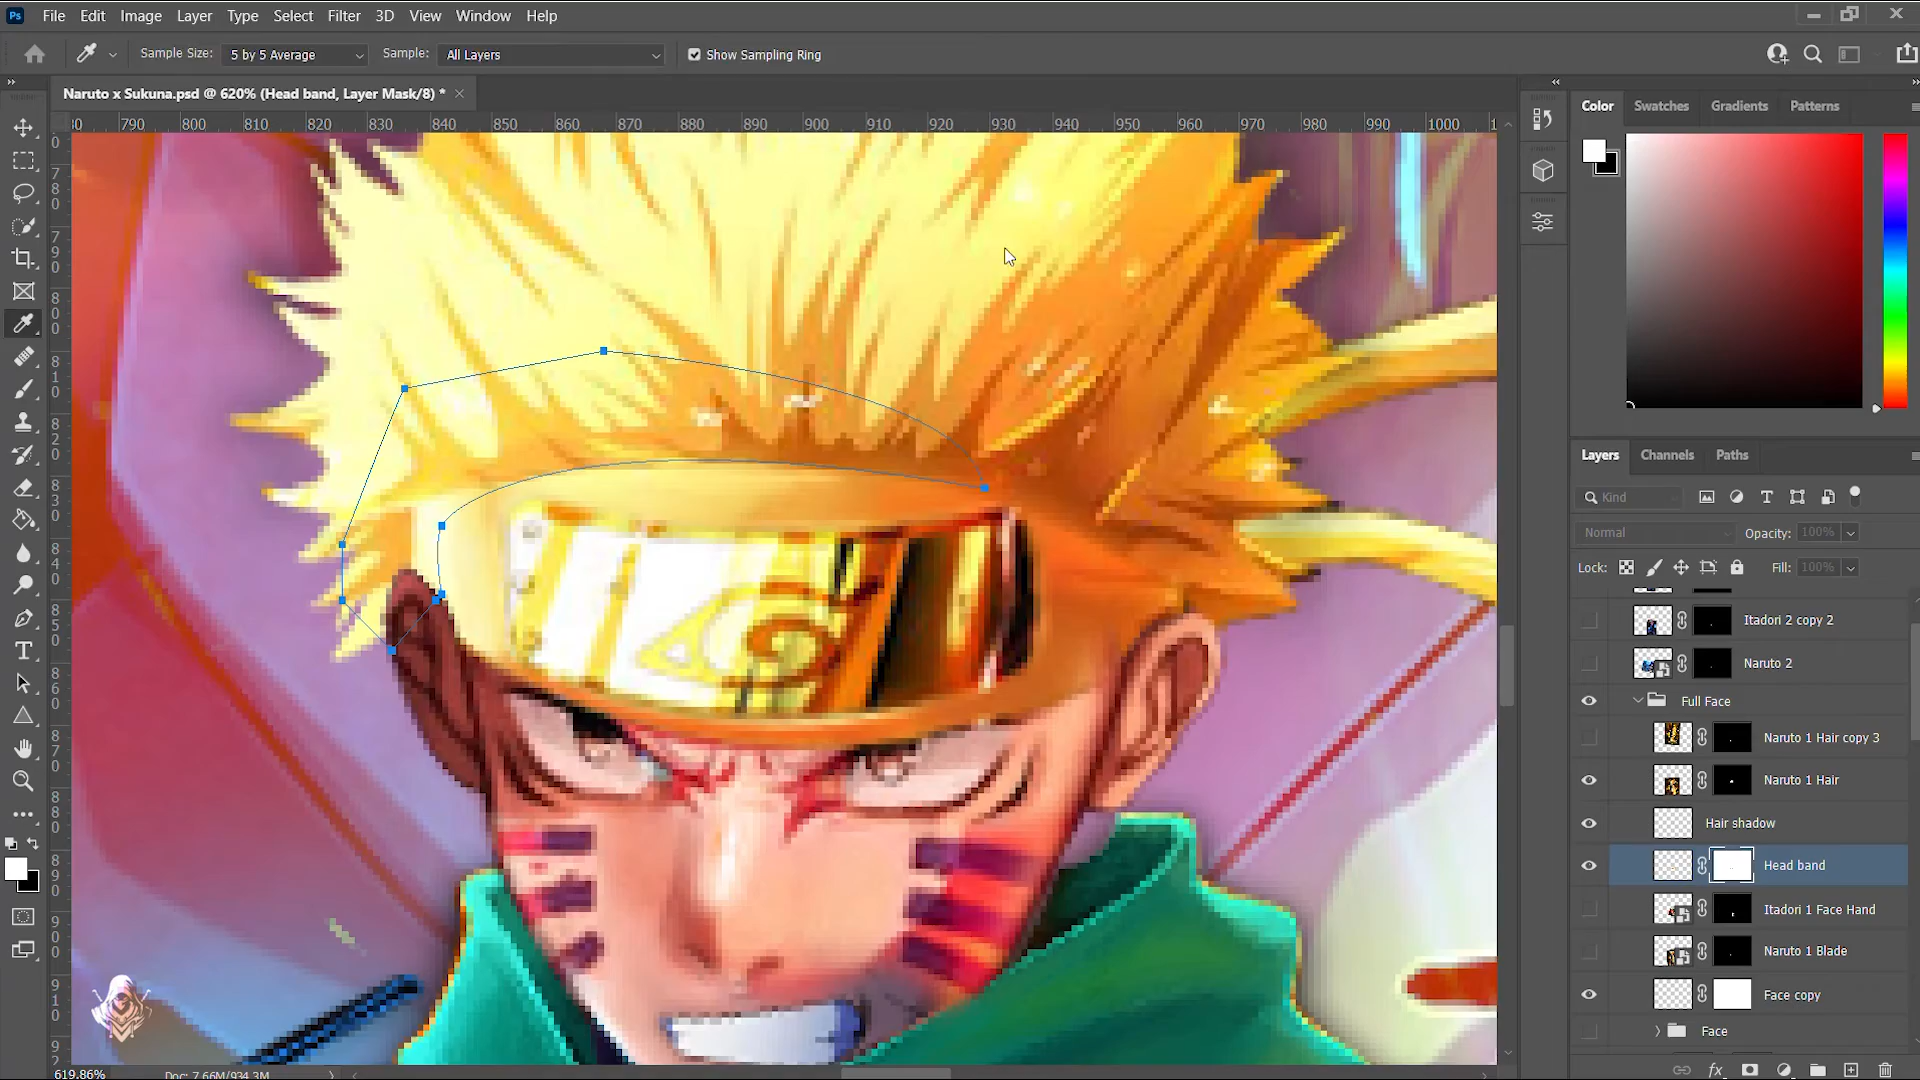 Ps File Edit Image Layer Type Select Filter 3D View Window Help
Sample Size: 5 by 5 Average Sample: All Layers Show Sampling Ring
Naruto x Sukuna.psd @ 620% (Head band, Layer Mask/8) *
790 800 810 820 830 840 850 860 870 880 890 900 910 920 930 940 950 960 970 980 990 1000
Color Swatches Gradients Patterns
Layers Channels Paths
Kind
Normal Opacity: 100%
Lock: Fill: 100%
Itadori 2 copy 2
Naruto 2
Full Face
Naruto 1 Hair copy 3
Naruto 1 Hair
Hair shadow
Head band
Itadori 1 Face Hand
Naruto 1 Blade
Face copy
Face
fx
619.86% Doc: 7.66M/934.3M